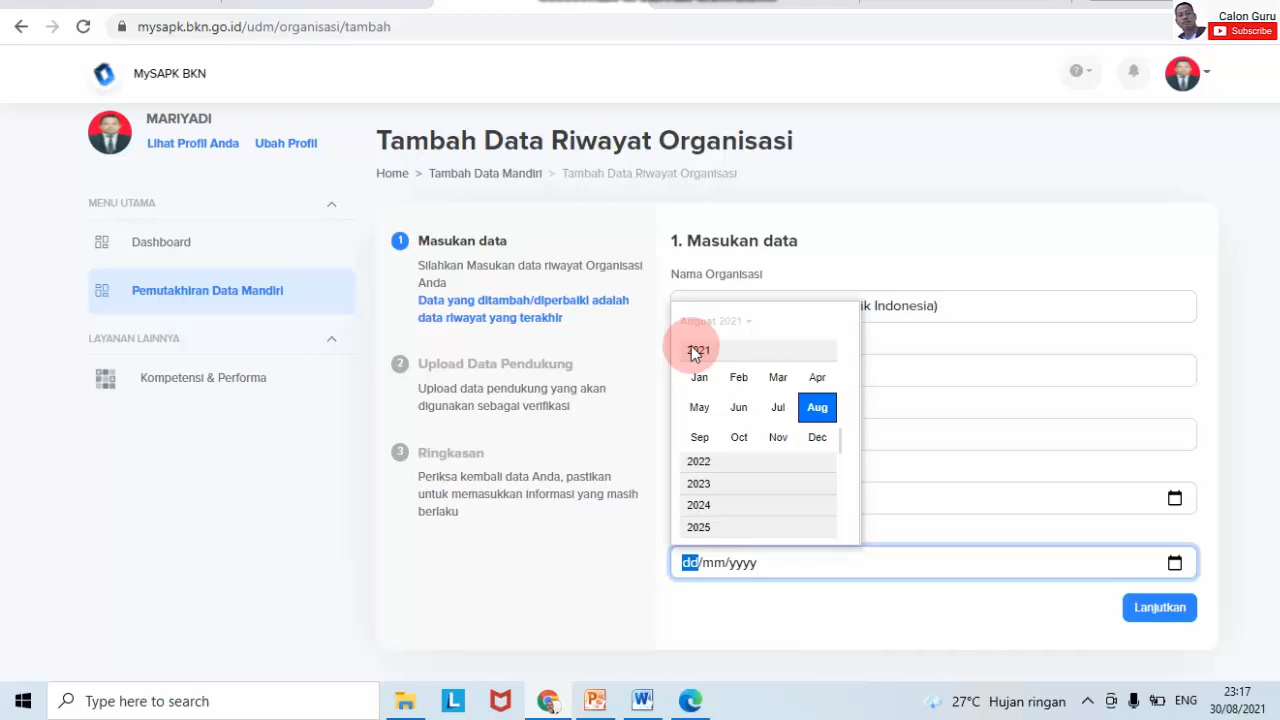 mysapk.bkn.go.id/udm/organisasi/tambah
Calon Guru
Subscribe
MySAPK BKN
MARIYADI
Lihat Profil Anda Ubah Profil
MENU UTAMA
Dashboard
Pemutakhiran Data Mandiri
LAYANAN LAINNYA
Kompetensi & Performa
Tambah Data Riwayat Organisasi
Home > Tambah Data Mandiri > Tambah Data Riwayat Organisasi
1 Masukan data
Silahkan Masukan data riwayat Organisasi
Anda
Data yang ditambah/diperbaiki adalah
data riwayat yang terakhir
2 Upload Data Pendukung
Upload data pendukung yang akan
digunakan sebagai verifikasi
3 Ringkasan
Periksa kembali data Anda, pastikan
untuk memasukkan informasi yang masih
berlaku
1. Masukan data
Nama Organisasi
ik Indonesia)
August 2021
2021
Jan Feb Mar Apr
May Jun Jul Aug
Sep Oct Nov Dec
2022
2023
2024
2025
dd/mm/yyyy
Lanjutkan
Type here to search
27°C Hujan ringan
ENG
23:17
30/08/2021